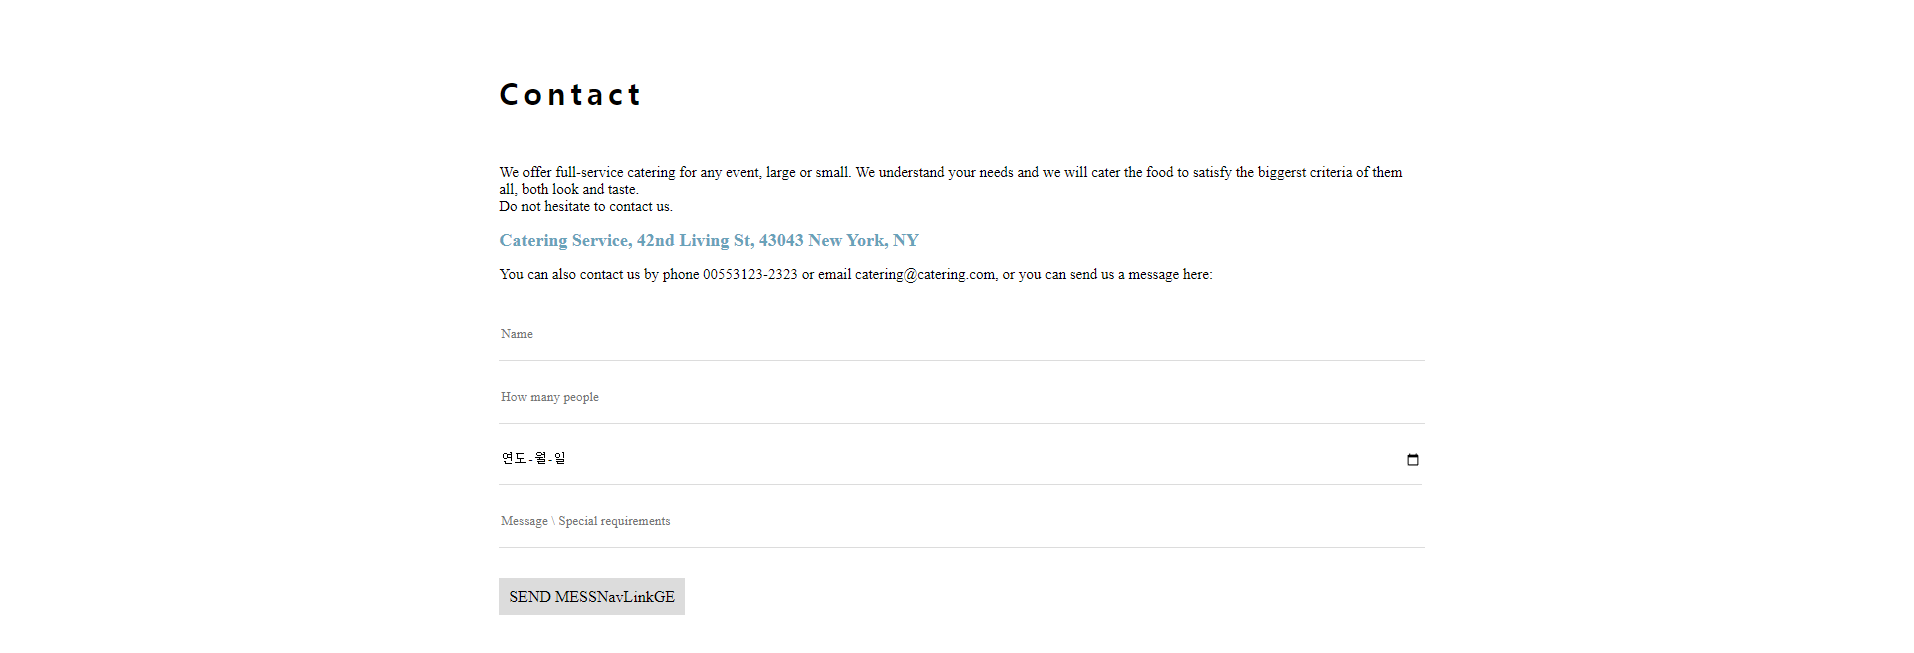 Contact
We offer full-service catering for any event, large or small. We understand your needs and we will cater the food to satisfy the biggerst criteria of them
all, both look and taste.
Do not hesitate to contact us.
Catering Service, 42nd Living St, 43043 New York, NY
You can also contact us by phone 00553123-2323 or email catering@catering.com, or you can send us a message here:
Name
How many people
연도-월-일
Message \ Special requirements
SEND MESSNavLinkGE